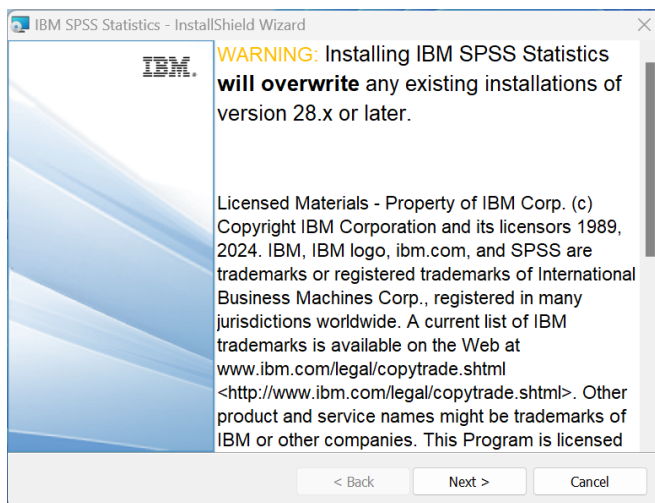 IBM SPSS Statistics - InstallShield Wizard
IBM.
WARNING: Installing IBM SPSS Statistics
will overwrite any existing installations of
version 28.x or later.
Licensed Materials - Property of IBM Corp. (c)
Copyright IBM Corporation and its licensors 1989,
2024. IBM, IBM logo, ibm.com, and SPSS are
trademarks or registered trademarks of International
Business Machines Corp., registered in many
jurisdictions worldwide. A current list of IBM
trademarks is available on the Web at
www.ibm.com/legal/copytrade.shtml
<http://www.ibm.com/legal/copytrade.shtml>. Other
product and service names might be trademarks of
IBM or other companies. This Program is licensed
< Back Next > Cancel